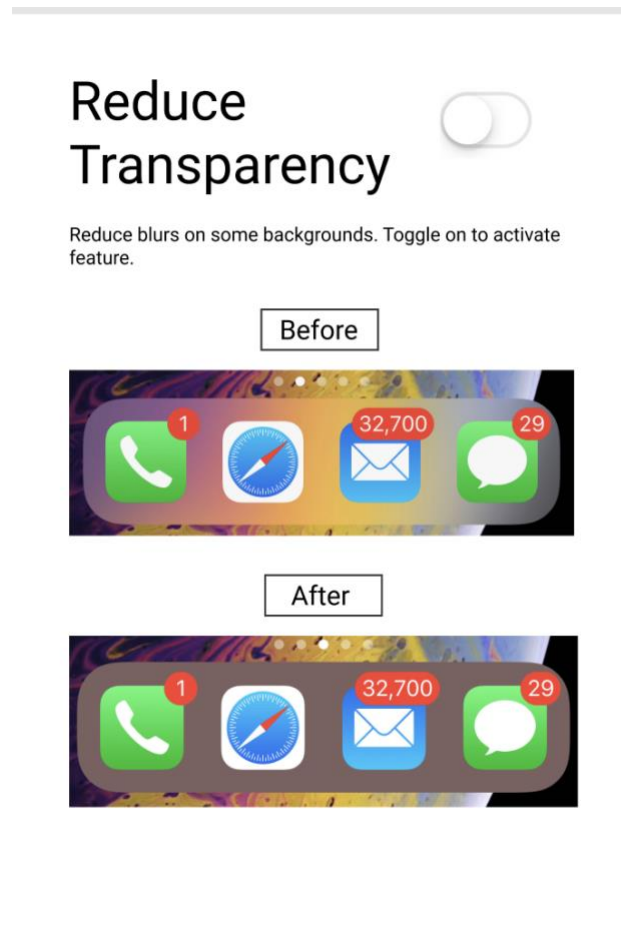 Reduce
Transparency
Reduce blurs on some backgrounds. Toggle on to activate
feature.
Before
1
32,700
29
After
1
32,700
29